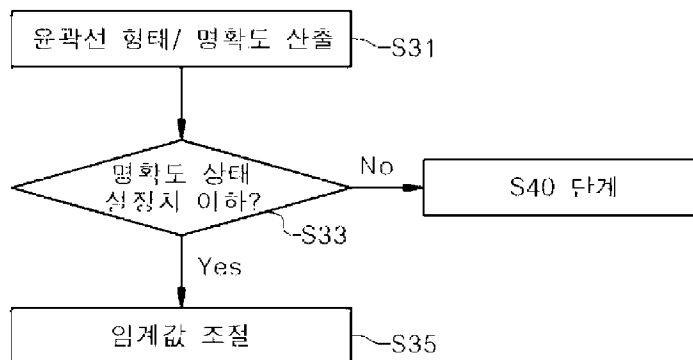 윤곽선 형태/ 명확도 산출
S31
명확도 상태
설정치 이하?
No
S40 단계
S33
Yes
임계값 조절
S35